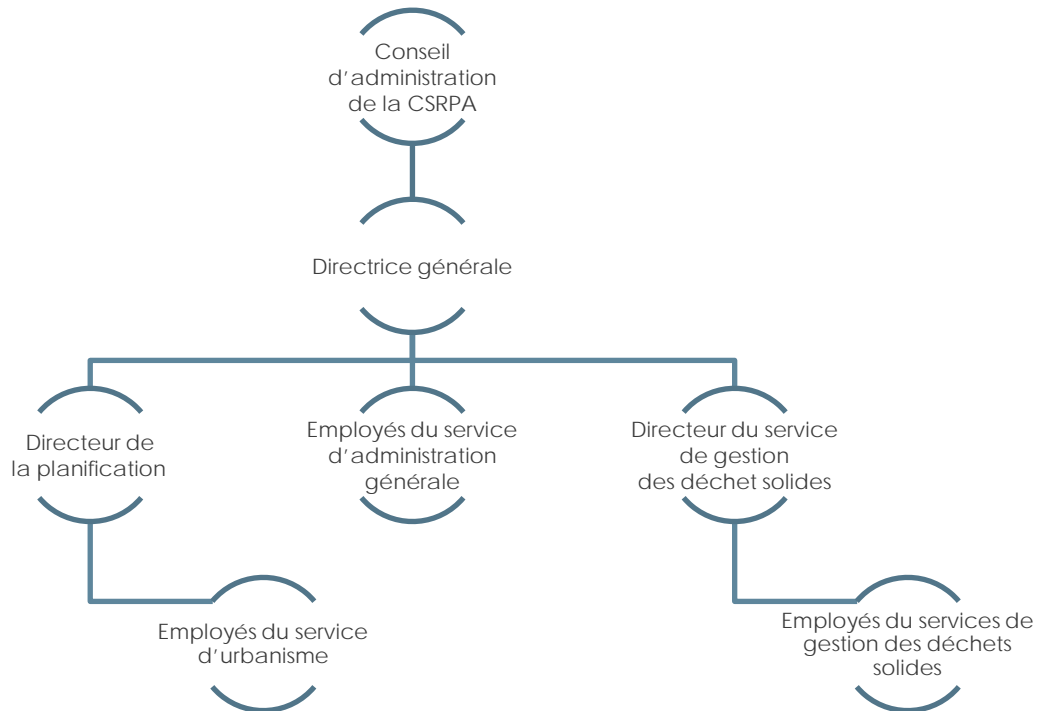 Conseil
d'administration
de la CSRPA
Directrice générale
Directeur de
la planification
Employés du service
d'administration
générale
Directeur du service
de gestion
des déchet solides
Employés du service
d'urbanisme
Employés du services de
gestion des déchets
solides